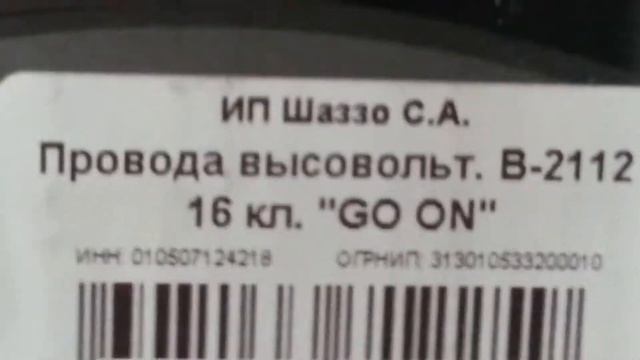 ИП Шаззо С.А.
Провода высовольт. В-2112
16 кл. "GO ON"
ИНН: 010507124218 ОГРНИП: 313010533200010